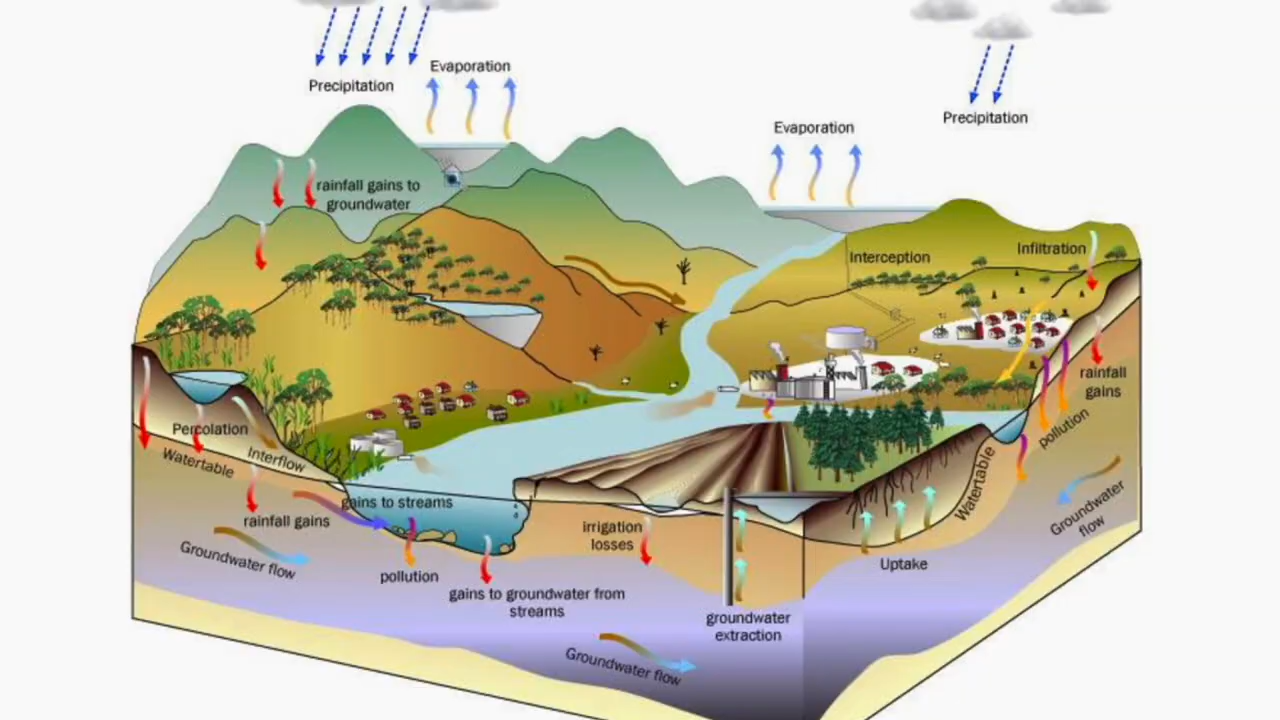 Evaporation
Precipitation
Precipitation
Evaporation
rainfall gains to
groundwater
Interception
Infiltration
rainfall
gains
pollution
Percolation
Interflow
Watertable
Watertable
gains to streams
rainfall gains
irrigation
losses
Groundwater
flow
Groundwater flow
pollution
Uptake
gains to groundwater from
streams
groundwater
extraction
Groundwater flow